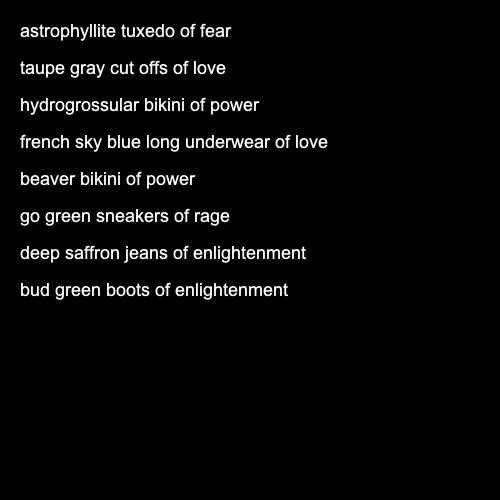 astrophyllite tuxedo of fear
taupe gray cut offs of love
hydrogrossular bikini of power
french sky blue long underwear of love
beaver bikini of power
go green sneakers of rage
deep saffron jeans of enlightenment
bud green boots of enlightenment